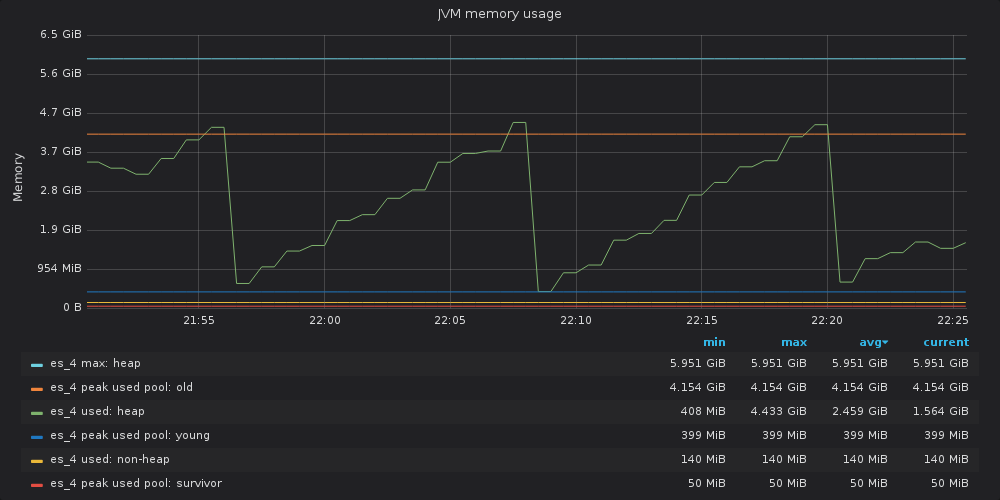 JVM memory usage
6.5 GiB
5.6 GiB
4.7 GiB
3.7 GiB
2.8 GiB
1.9 GiB
954 MiB
0 B
Memory
21:55 22:00 22:05 22:10 22:15 22:20 22:25
min max avg current
es_4 max: heap 5.951 GiB 5.951 GiB 5.951 GiB 5.951 GiB
es_4 peak used pool: old 4.154 GiB 4.154 GiB 4.154 GiB 4.154 GiB
es_4 used: heap 408 MiB 4.433 GiB 2.459 GiB 1.564 GiB
es_4 peak used pool: young 399 MiB 399 MiB 399 MiB 399 MiB
es_4 used: non-heap 140 MiB 140 MiB 140 MiB 140 MiB
es_4 peak used pool: survivor 50 MiB 50 MiB 50 MiB 50 MiB